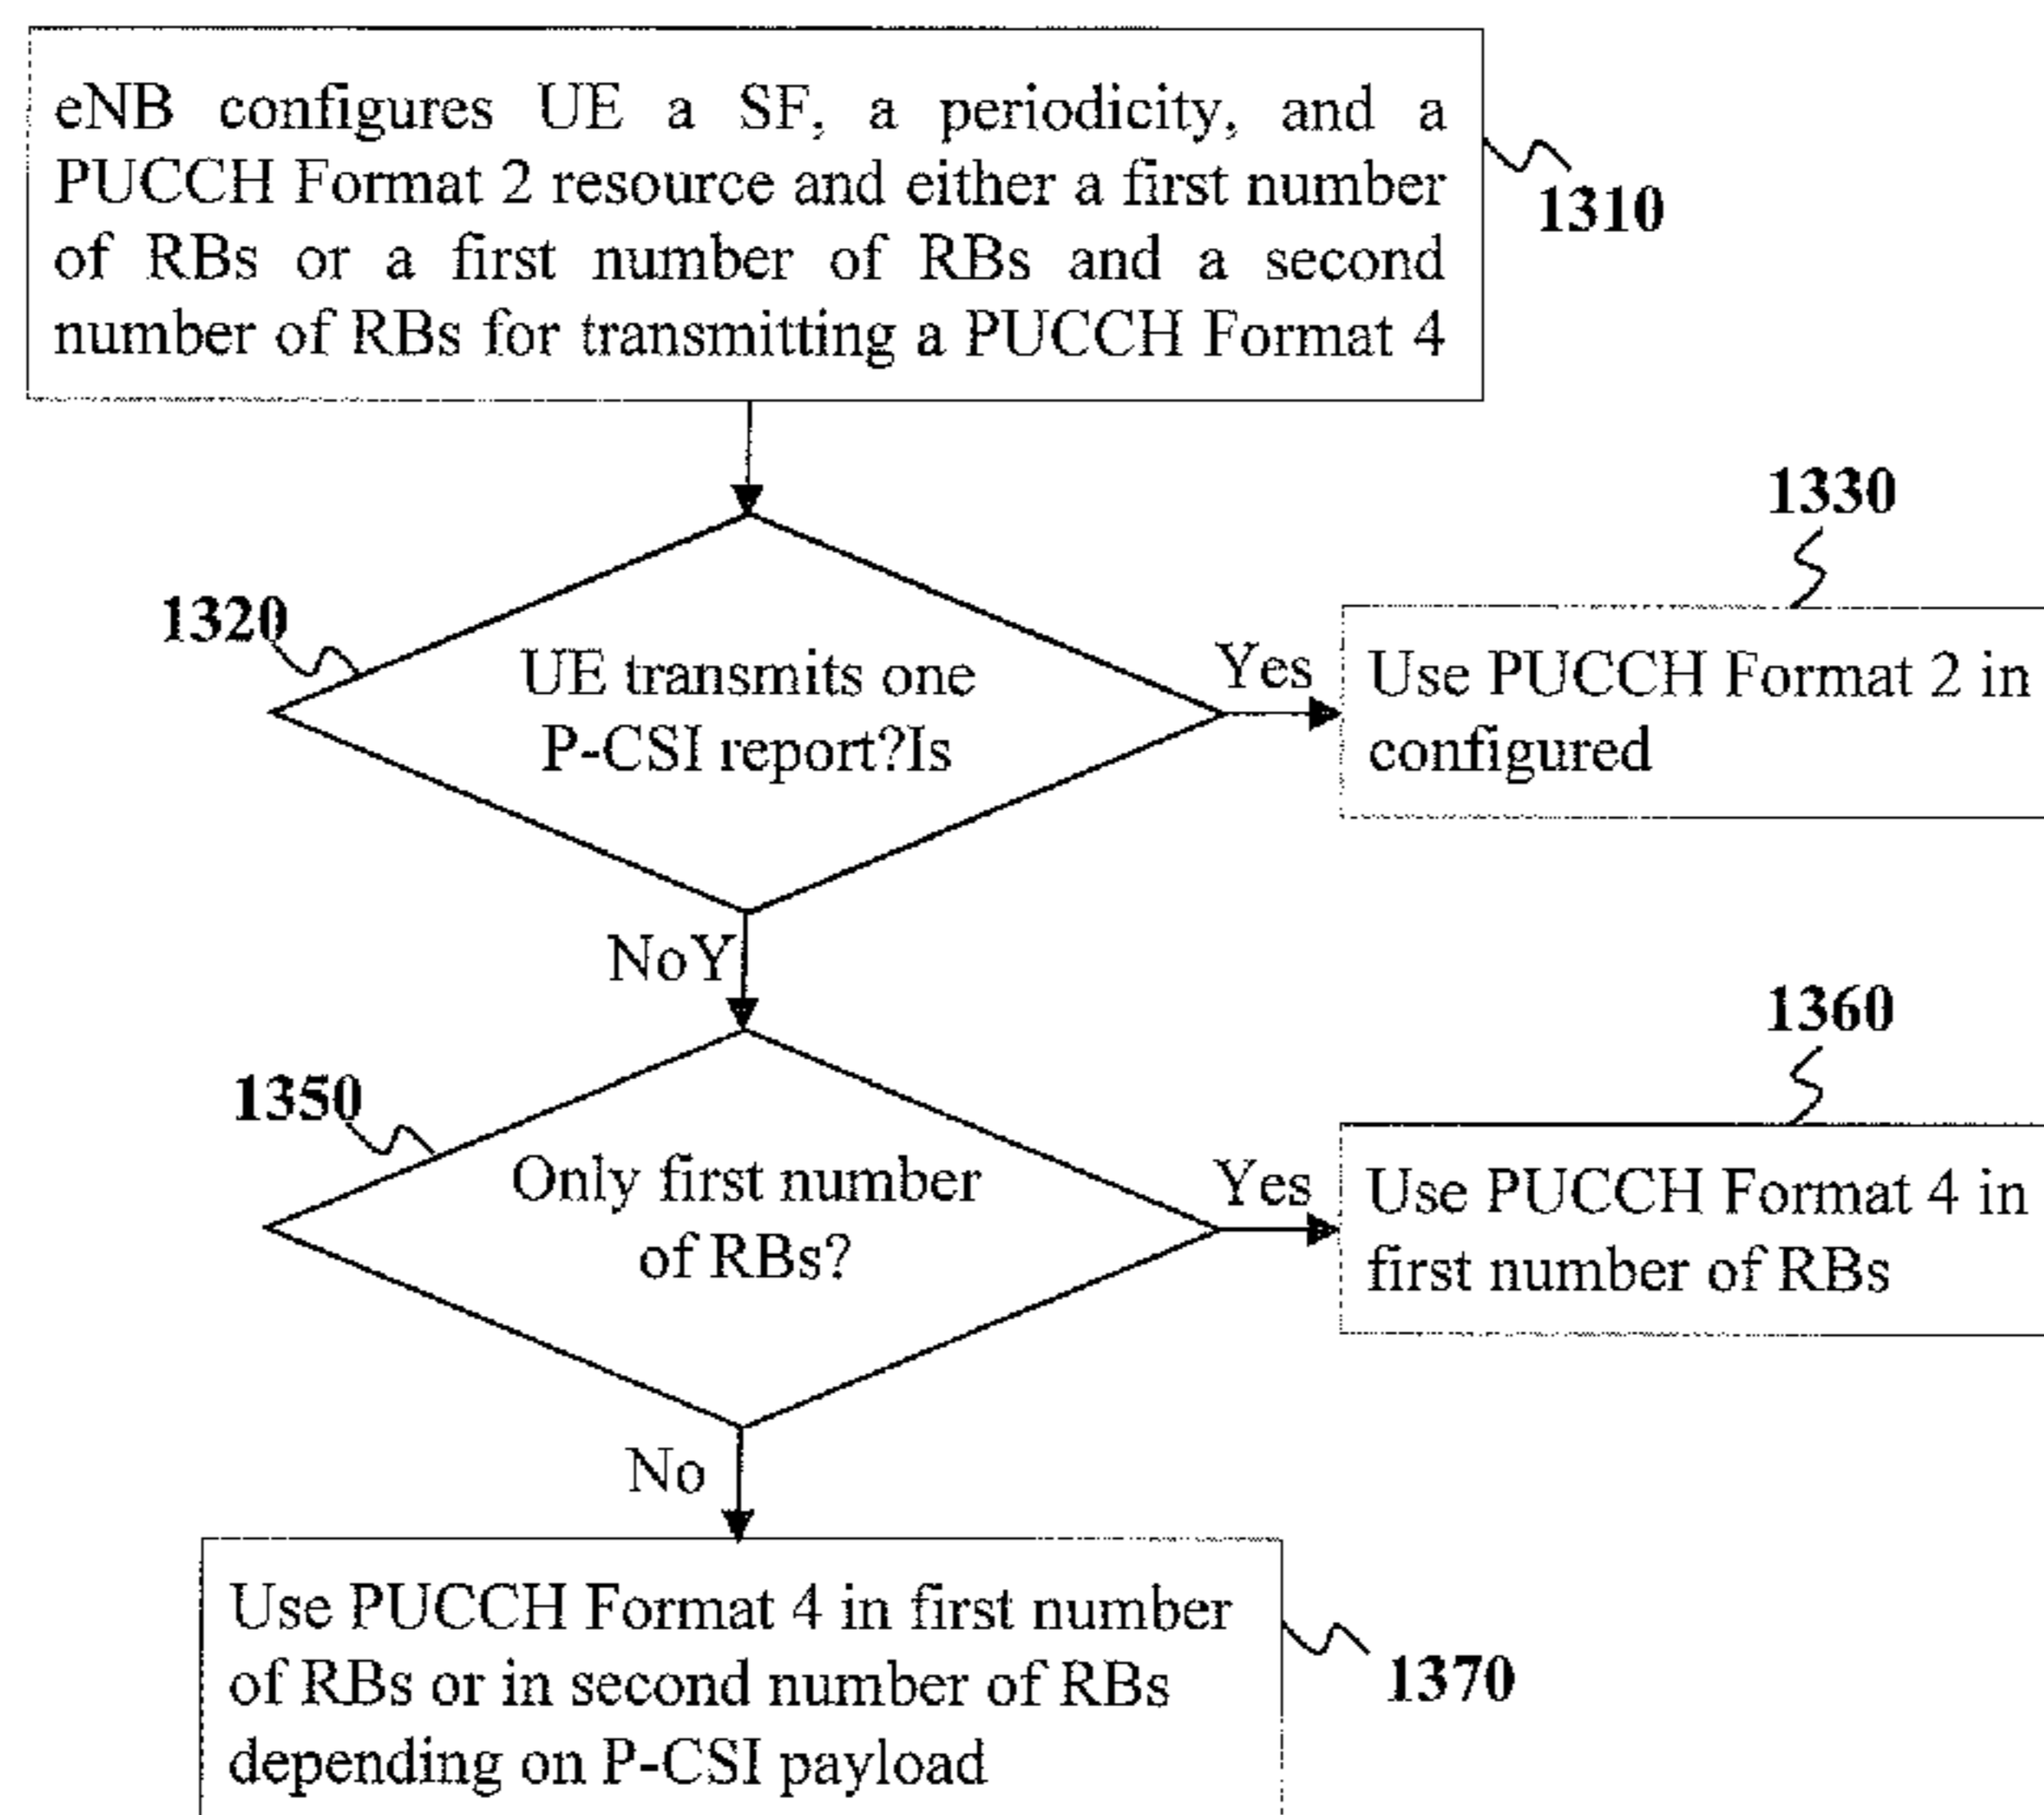 eNB configures UE a SF, a periodicity, and a
PUCCH Format 2 resource and either a first number
of RBs or a first number of RBs and a second
number of RBs for transmitting a PUCCH Format 4
1310
1330
1320
UE transmits one
P-CSI report?Is
Yes
Use PUCCH Format 2 in
configured
NoY
1360
1350
Only first number
of RBs?
Yes
Use PUCCH Format 4 in
first number of RBs
No
Use PUCCH Format 4 in first number
of RBs or in second number of RBs
depending on P-CSI payload
1370